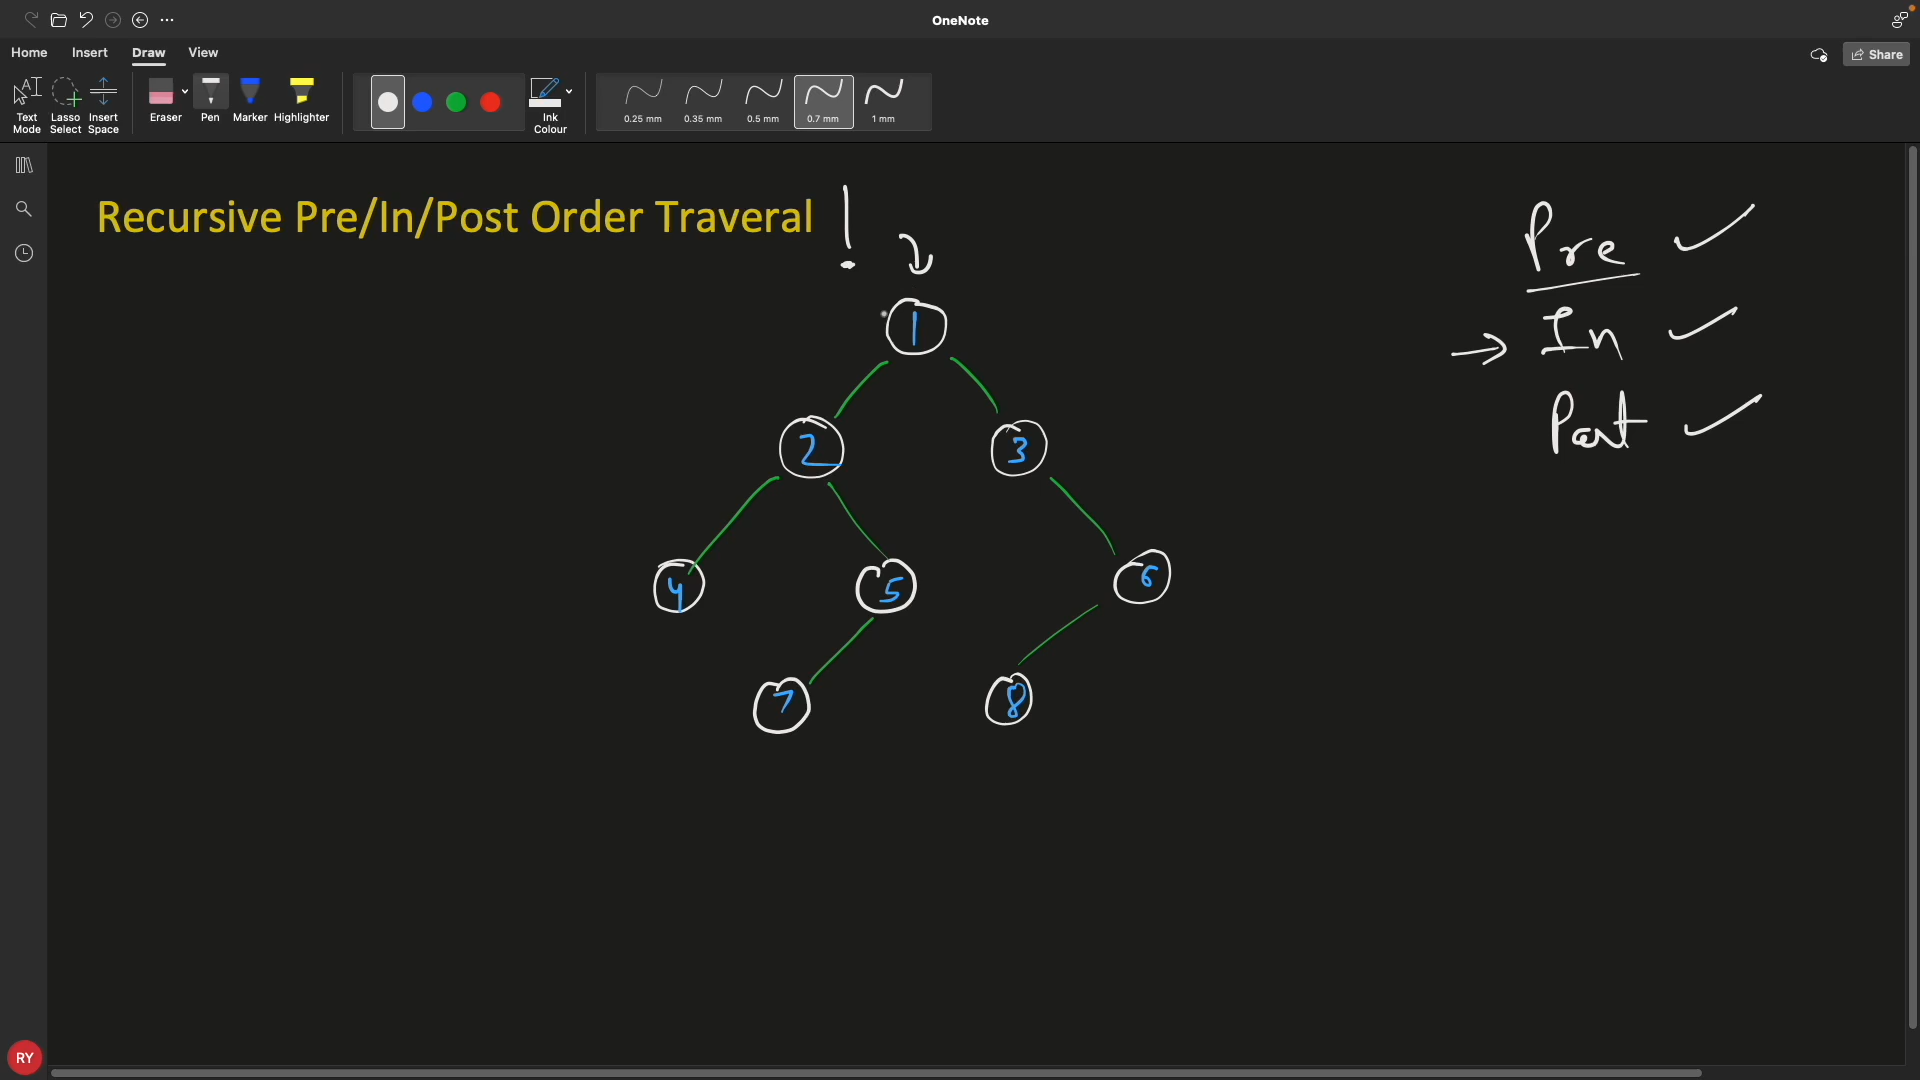 OneNote
Home Insert Draw View
Share
Text Mode
Lasso Select
Insert Space
Eraser
Pen
Marker
Highlighter
Ink Colour
0.25 mm
0.35 mm
0.5 mm
0.7 mm
1 mm
Recursive Pre/In/Post Order Traveral !
Pre ✓
→ In ✓
Post ✓
1
2 3
4 5 6
7 8
RY